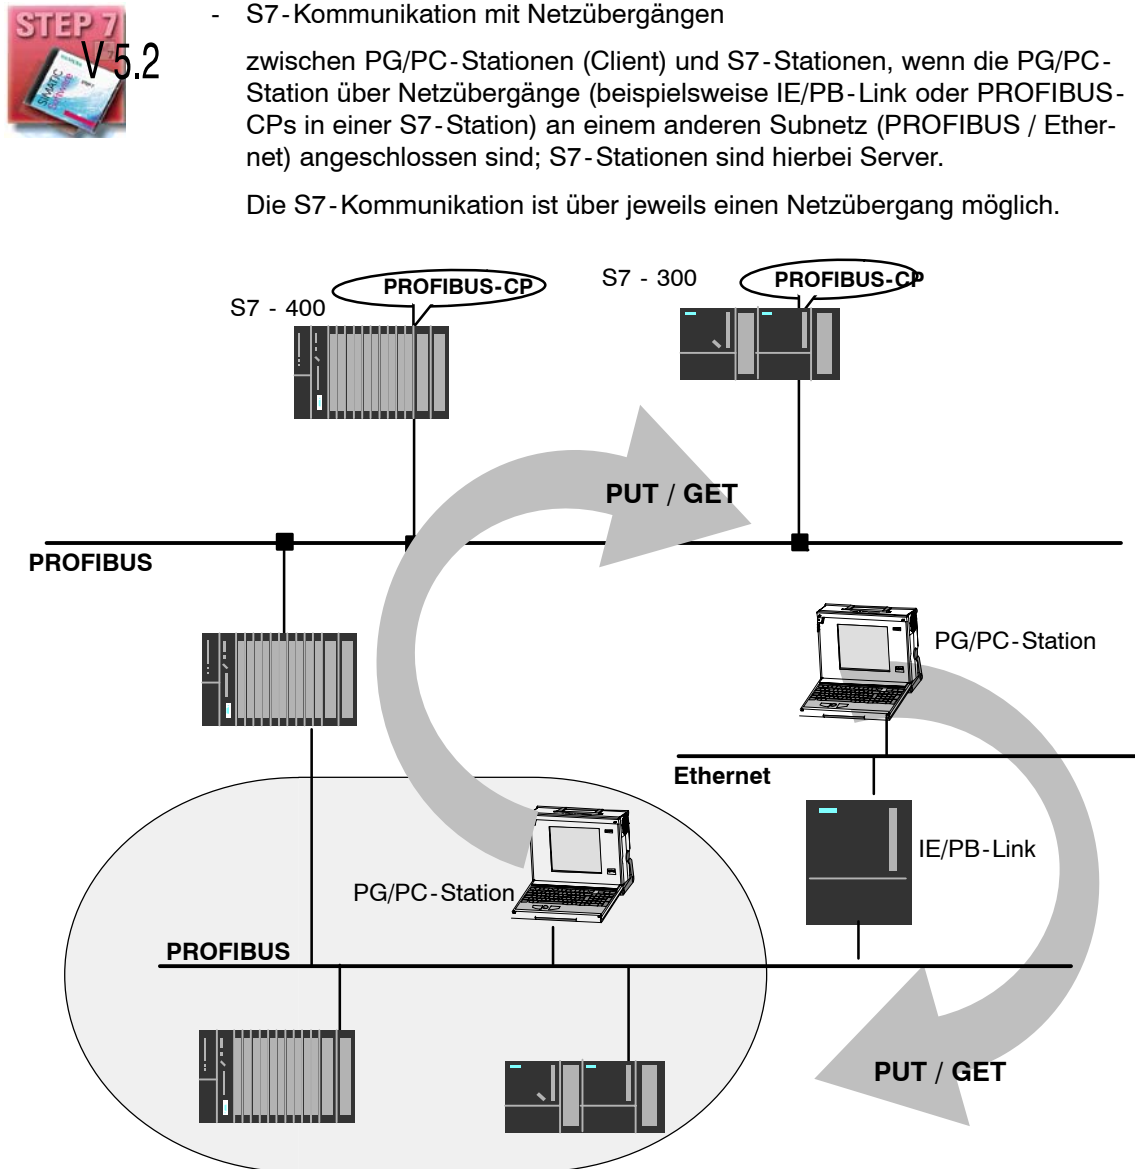 STEP 7
V 5.2
SIEMENS
SIMATIC
Software
- S7-Kommunikation mit Netzübergängen
zwischen PG/PC-Stationen (Client) und S7-Stationen, wenn die PG/PC-
Station über Netzübergänge (beispielsweise IE/PB-Link oder PROFIBUS-
CPs in einer S7-Station) an einem anderen Subnetz (PROFIBUS / Ether-
net) angeschlossen sind; S7-Stationen sind hierbei Server.
Die S7-Kommunikation ist über jeweils einen Netzübergang möglich.
S7 - 400
PROFIBUS-CP
S7 - 300
PROFIBUS-CP
PUT / GET
PROFIBUS
PG/PC-Station
Ethernet
IE/PB-Link
PG/PC-Station
PROFIBUS
PUT / GET